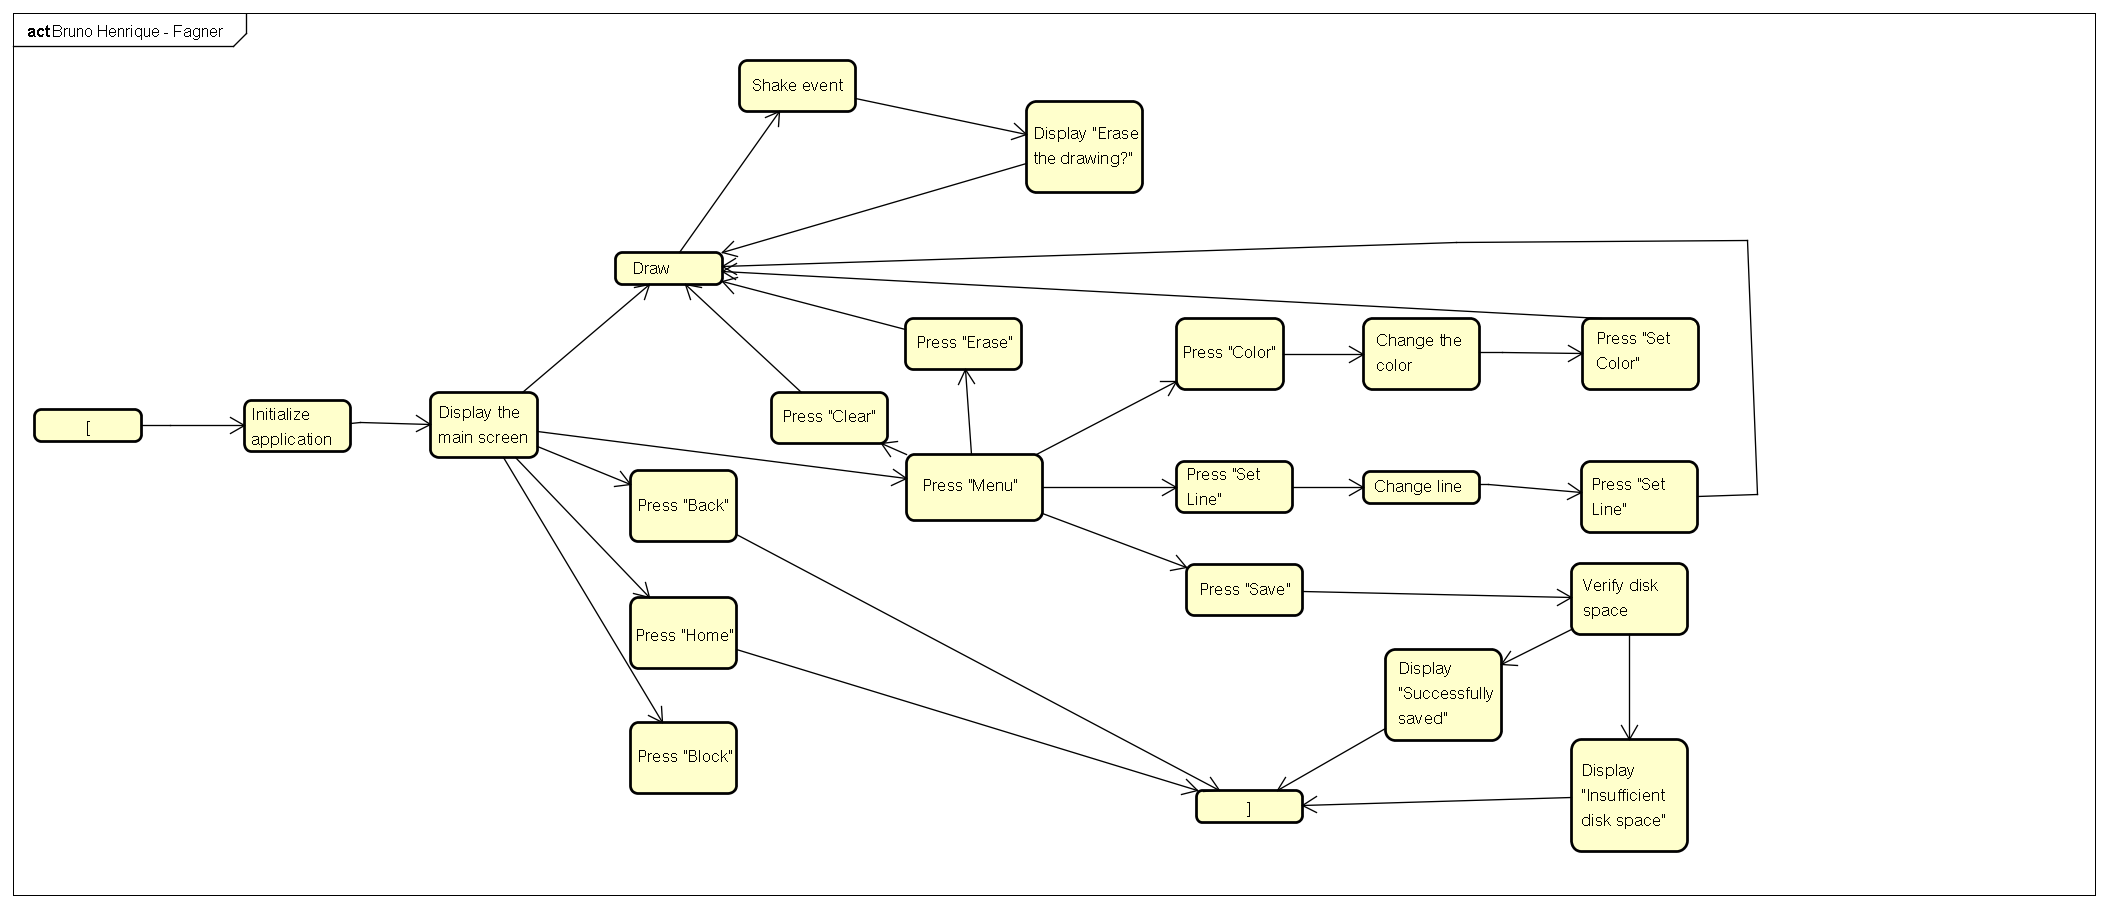 act Bruno Henrique - Fagner
Shake event
Display "Erase
the drawing?"
Draw
Press "Erase"
Press "Color"
Change the
color
Press "Set
Color"
[
Initialize
application
Display the
main screen
Press "Clear"
Press "Back"
Press "Menu"
Press "Set
Line"
Change line
Press "Set
Line"
Press "Save"
Verify disk
space
Press "Home"
Display
"Successfully
saved"
Press "Block"
Display
"Insufficient
disk space"
]